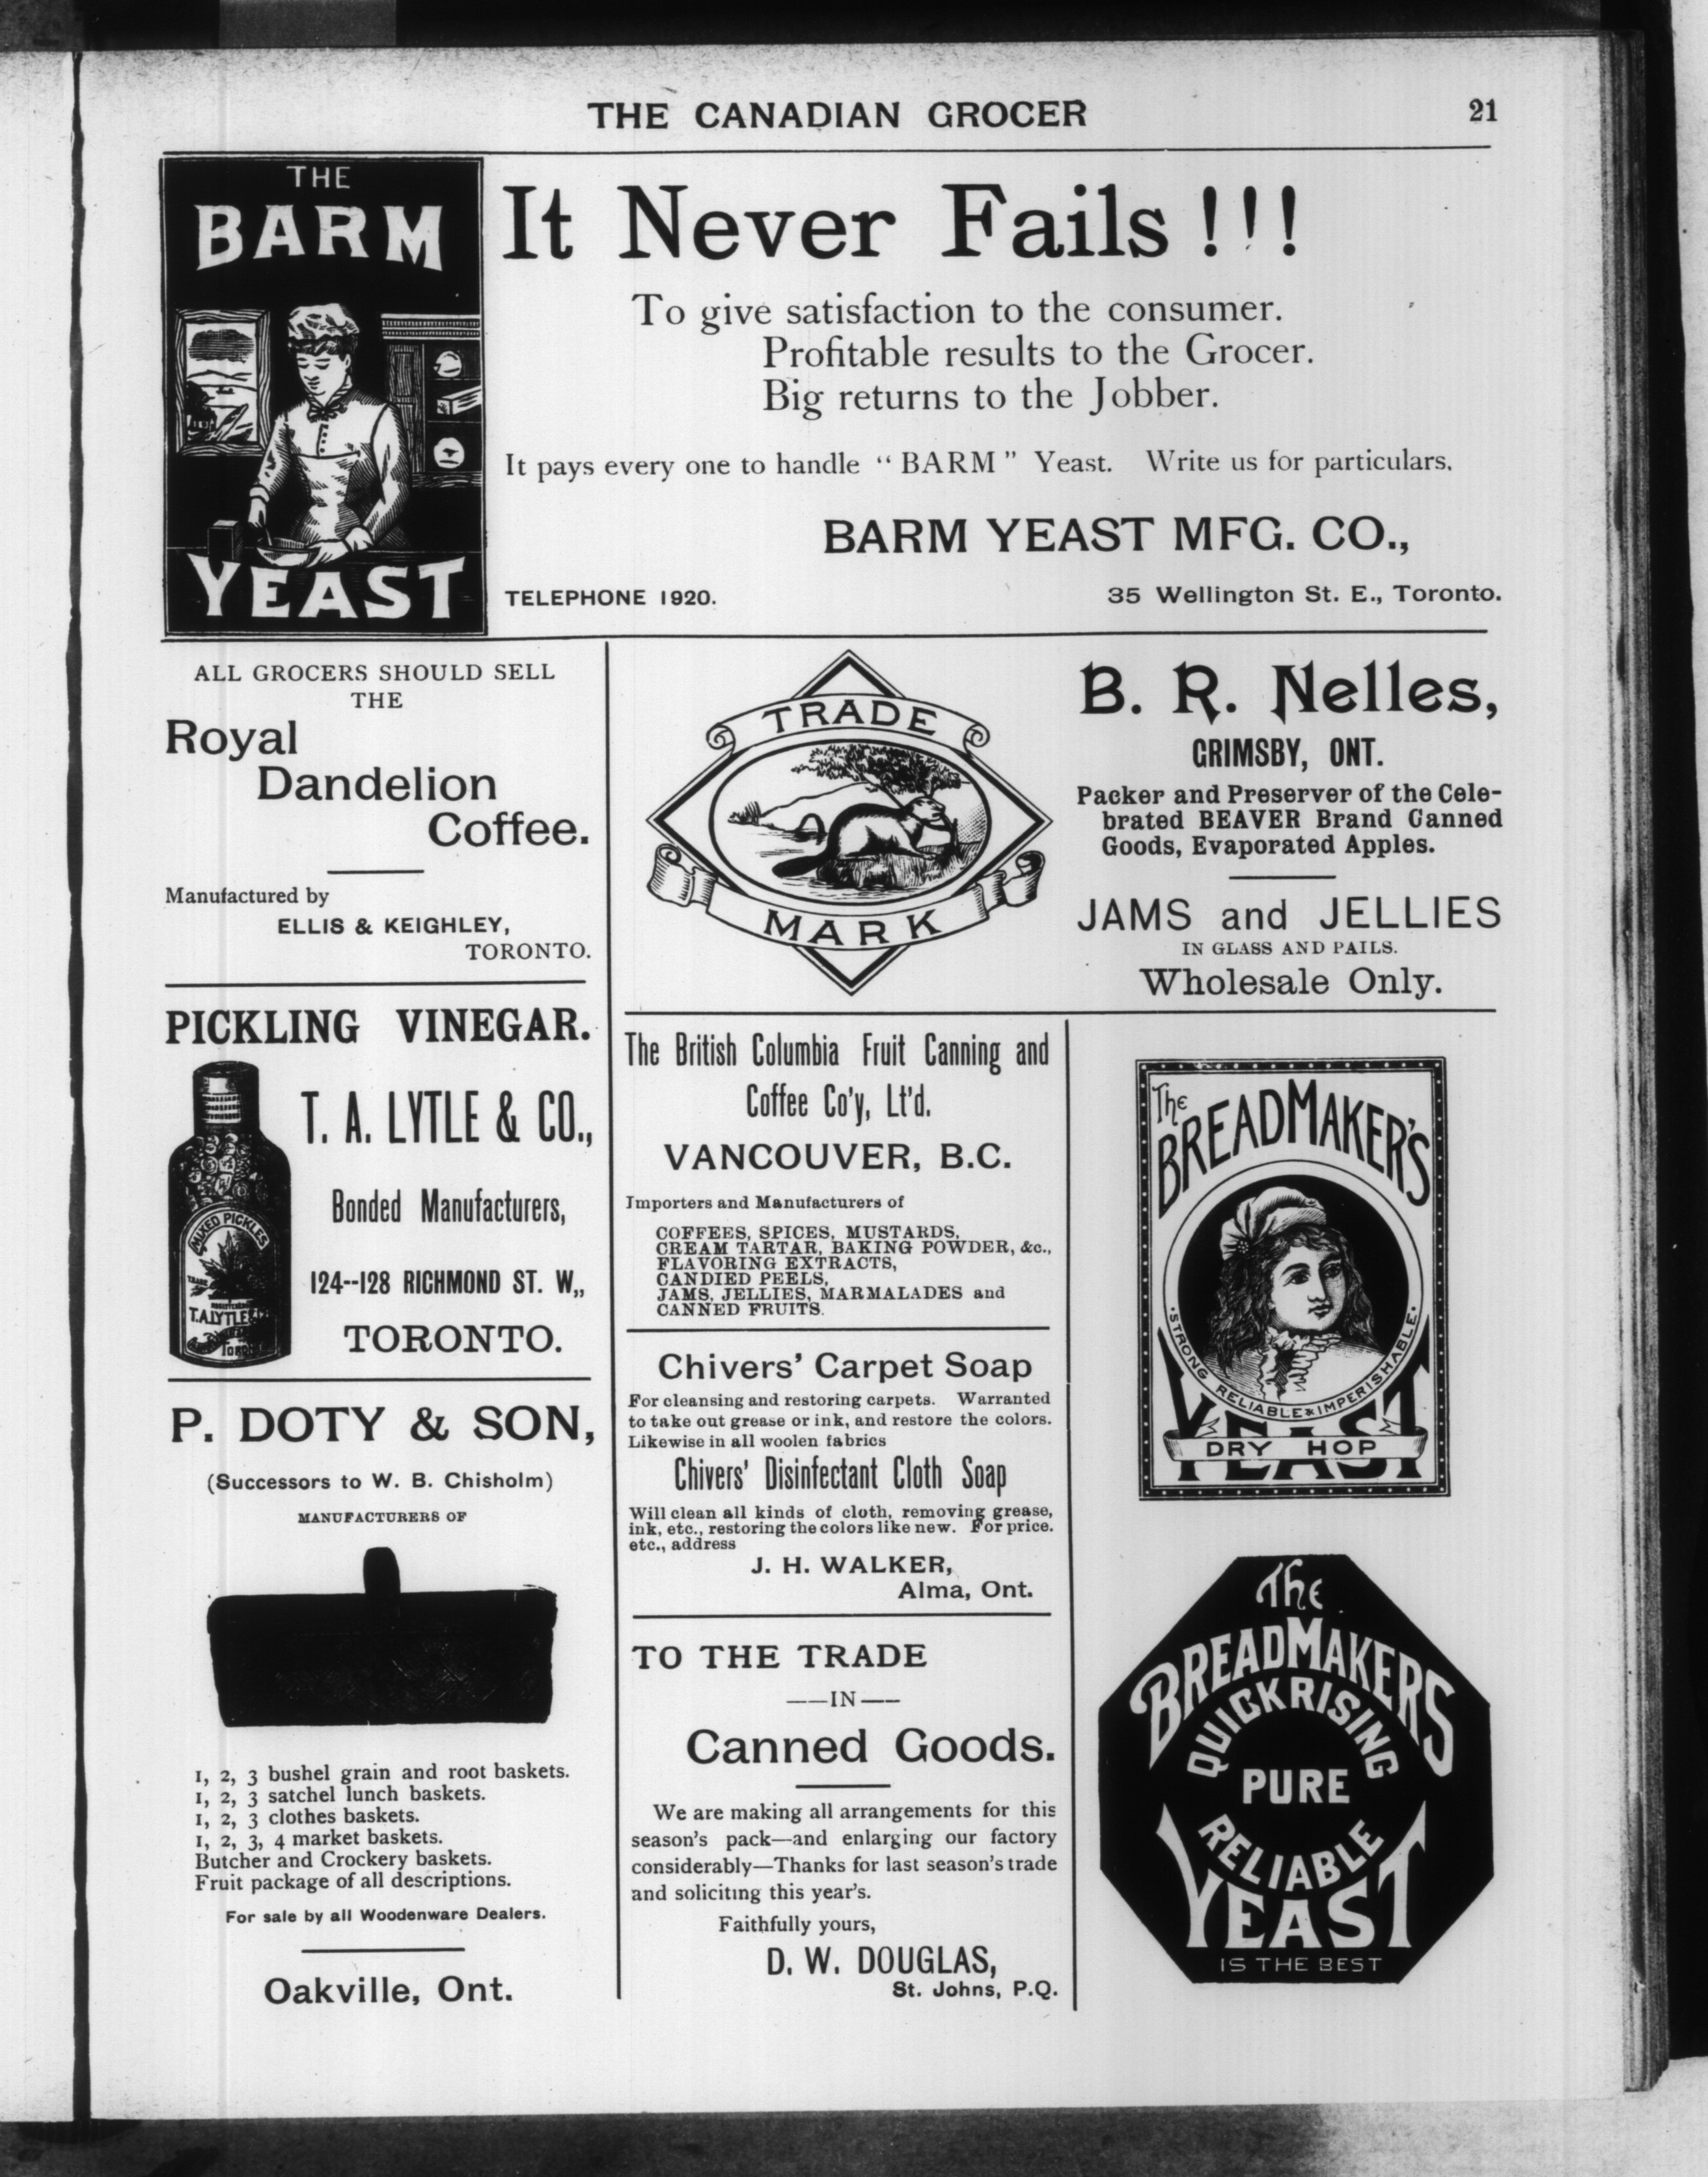 THE CANADIAN GROCER
21
THE
BARM
YEAST
It Never Fails !!!
To give satisfaction to the consumer.
Profitable results to the Grocer.
Big returns to the Jobber.
It pays every one to handle “ BARM ” Yeast. Write us for particulars.
BARM YEAST MFG. CO.,
TELEPHONE 1920.
35 Wellington St. E., Toronto.
ALL GROCERS SHOULD SELL
THE
Royal
Dandelion
Coffee.
Manufactured by
ELLIS & KEIGHLEY,
TORONTO.
PICKLING VINEGAR.
MIXED PICKLES
TRADE
T.A.LYTLE & Co
T. A. LYTLE & CO.,
Bonded Manufacturers,
124--128 RICHMOND ST. W,,
TORONTO.
P. DOTY & SON,
(Successors to W. B. Chisholm)
MANUFACTURERS OF
1, 2, 3 bushel grain and root baskets.
1, 2, 3 satchel lunch baskets.
1, 2, 3 clothes baskets.
1, 2, 3, 4 market baskets.
Butcher and Crockery baskets.
Fruit package of all descriptions.
For sale by all Woodenware Dealers.
Oakville, Ont.
TRADE
MARK
B. R. Nelles,
GRIMSBY, ONT.
Packer and Preserver of the Cele-
brated BEAVER Brand Canned
Goods, Evaporated Apples.
JAMS and JELLIES
IN GLASS AND PAILS.
Wholesale Only.
The British Columbia Fruit Canning and
Coffee Co'y, Lt'd.
VANCOUVER, B.C.
Importers and Manufacturers of
COFFEES, SPICES, MUSTARDS,
CREAM TARTAR, BAKING POWDER, &c.,
FLAVORING EXTRACTS,
CANDIED PEELS,
JAMS, JELLIES, MARMALADES and
CANNED FRUITS.
Chivers' Carpet Soap
For cleansing and restoring carpets. Warranted
to take out grease or ink, and restore the colors.
Likewise in all woolen fabrics
Chivers' Disinfectant Cloth Soap
Will clean all kinds of cloth, removing grease,
ink, etc., restoring the colors like new. For price.
etc., address
J. H. WALKER,
Alma, Ont.
TO THE TRADE
——IN——
Canned Goods.
We are making all arrangements for this
season's pack—and enlarging our factory
considerably—Thanks for last season's trade
and soliciting this year's.
Faithfully yours,
D. W. DOUGLAS,
St. Johns, P.Q.
The
BREADMAKER'S
STRONG RELIABLE & IMPERISHABLE
YEAST
DRY HOP
The
BREADMAKERS
QUICK RISING
PURE
RELIABLE
YEAST
IS THE BEST